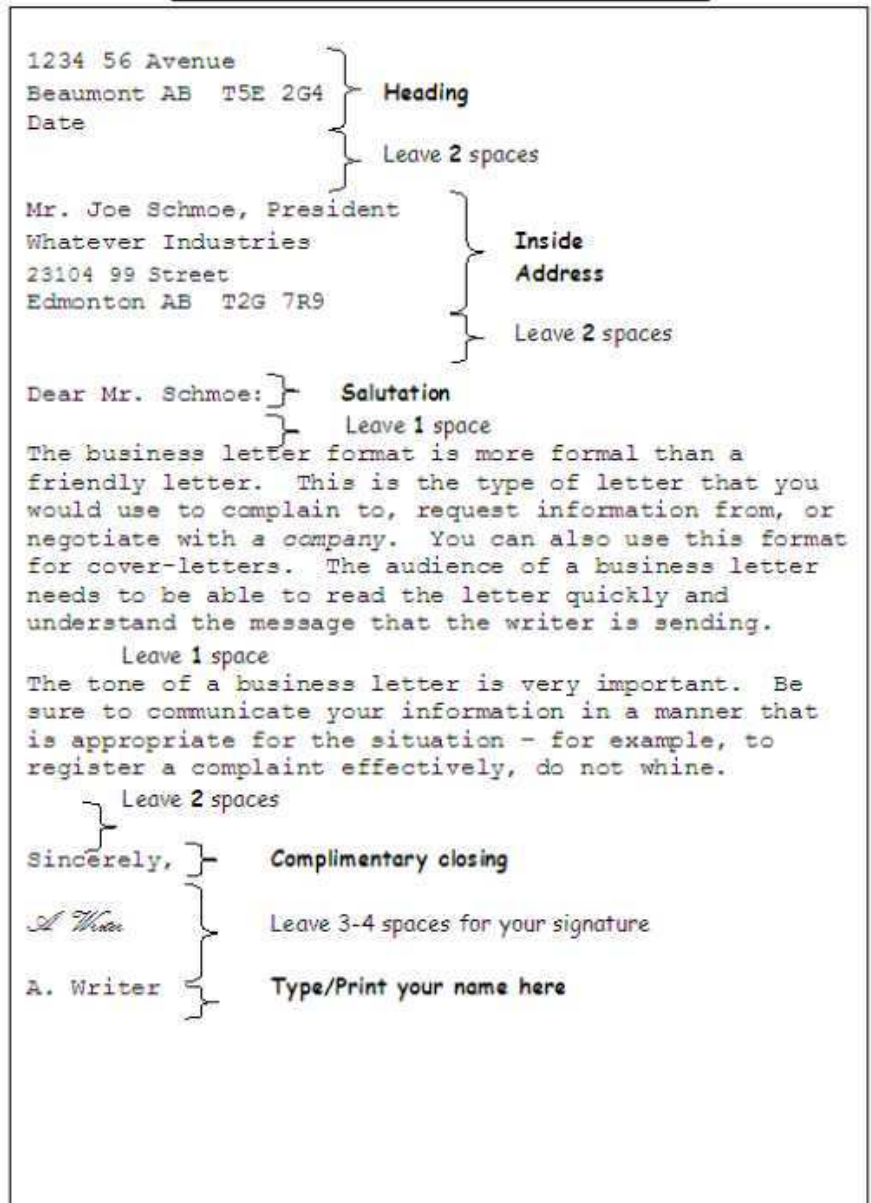 1234 56 Avenue
Beaumont AB  T5E 2G4
Heading
Date
Leave 2 spaces
Mr. Joe Schmoe, President
Whatever Industries
23104 99 Street
Edmonton AB  T2G 7R9
Inside
Address
Leave 2 spaces
Dear Mr. Schmoe:
Salutation
Leave 1 space
The business letter format is more formal than a
friendly letter.  This is the type of letter that you
would use to complain to, request information from, or
negotiate with a company.  You can also use this format
for cover-letters.  The audience of a business letter
needs to be able to read the letter quickly and
understand the message that the writer is sending.
Leave 1 space
The tone of a business letter is very important.  Be
sure to communicate your information in a manner that
is appropriate for the situation – for example, to
register a complaint effectively, do not whine.
Leave 2 spaces
Sincerely,
Complimentary closing
A Writer
Leave 3-4 spaces for your signature
A. Writer
Type/Print your name here